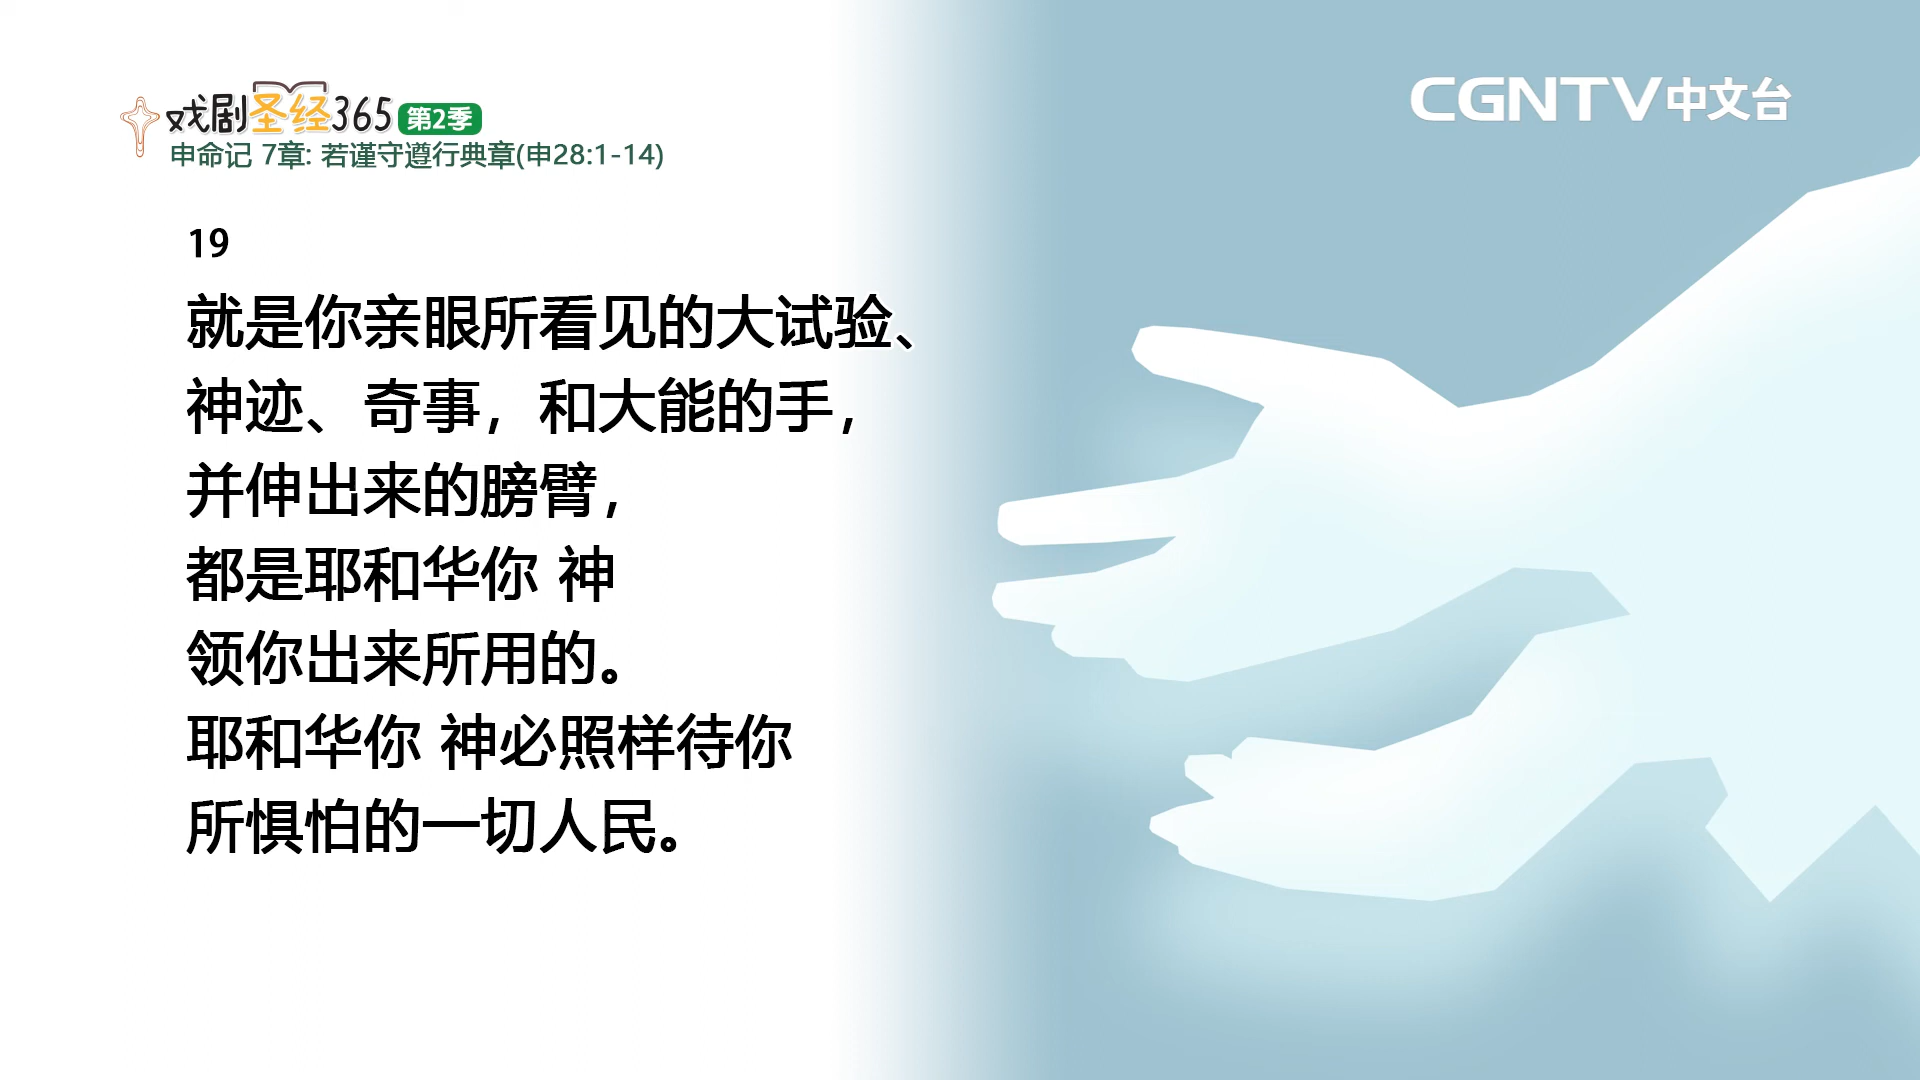 戏剧圣经365 第2季
申命记 7章: 若谨守遵行典章(申28:1-14)
CGNTV中文台
19
就是你亲眼所看见的大试验、
神迹、奇事，和大能的手，
并伸出来的膀臂，
都是耶和华你 神
领你出来所用的。
耶和华你 神必照样待你
所惧怕的一切人民。